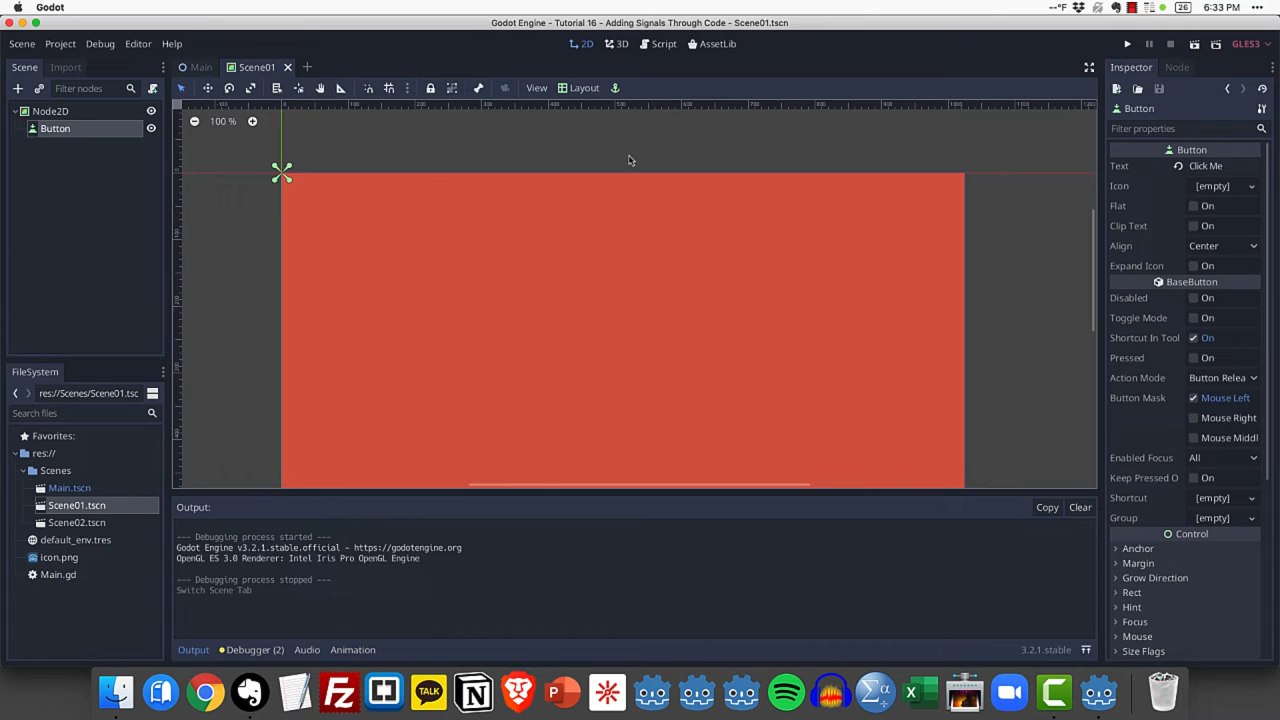 Godot
--°F
26
6:33 PM
Godot Engine - Tutorial 16 - Adding Signals Through Code - Scene01.tscn
Scene Project Debug Editor Help
2D 3D Script AssetLib
GLES3
Scene Import
Main Scene01
Inspector Node
Filter nodes
View Layout
Node2D
Button
Button
100 %
Filter properties
Button
Text Click Me
Icon [empty]
Flat On
Clip Text On
Align Center
Expand Icon On
BaseButton
Disabled On
Toggle Mode On
Shortcut In Tool On
Pressed On
Action Mode Button Relea
Button Mask Mouse Left
Mouse Right
Mouse Middl
Enabled Focus All
Keep Pressed O On
Shortcut [empty]
Group [empty]
Control
Anchor
Margin
Grow Direction
Rect
Hint
Focus
Mouse
Size Flags
FileSystem
res://Scenes/Scene01.tsc
Search files
Favorites:
res://
Scenes
Main.tscn
Scene01.tscn
Scene02.tscn
default_env.tres
icon.png
Main.gd
Output:
Copy Clear
--- Debugging process started ---
Godot Engine v3.2.1.stable.official - https://godotengine.org
OpenGL ES 3.0 Renderer: Intel Iris Pro OpenGL Engine
--- Debugging process stopped ---
Switch Scene Tab
Output Debugger (2) Audio Animation
3.2.1.stable
TALK